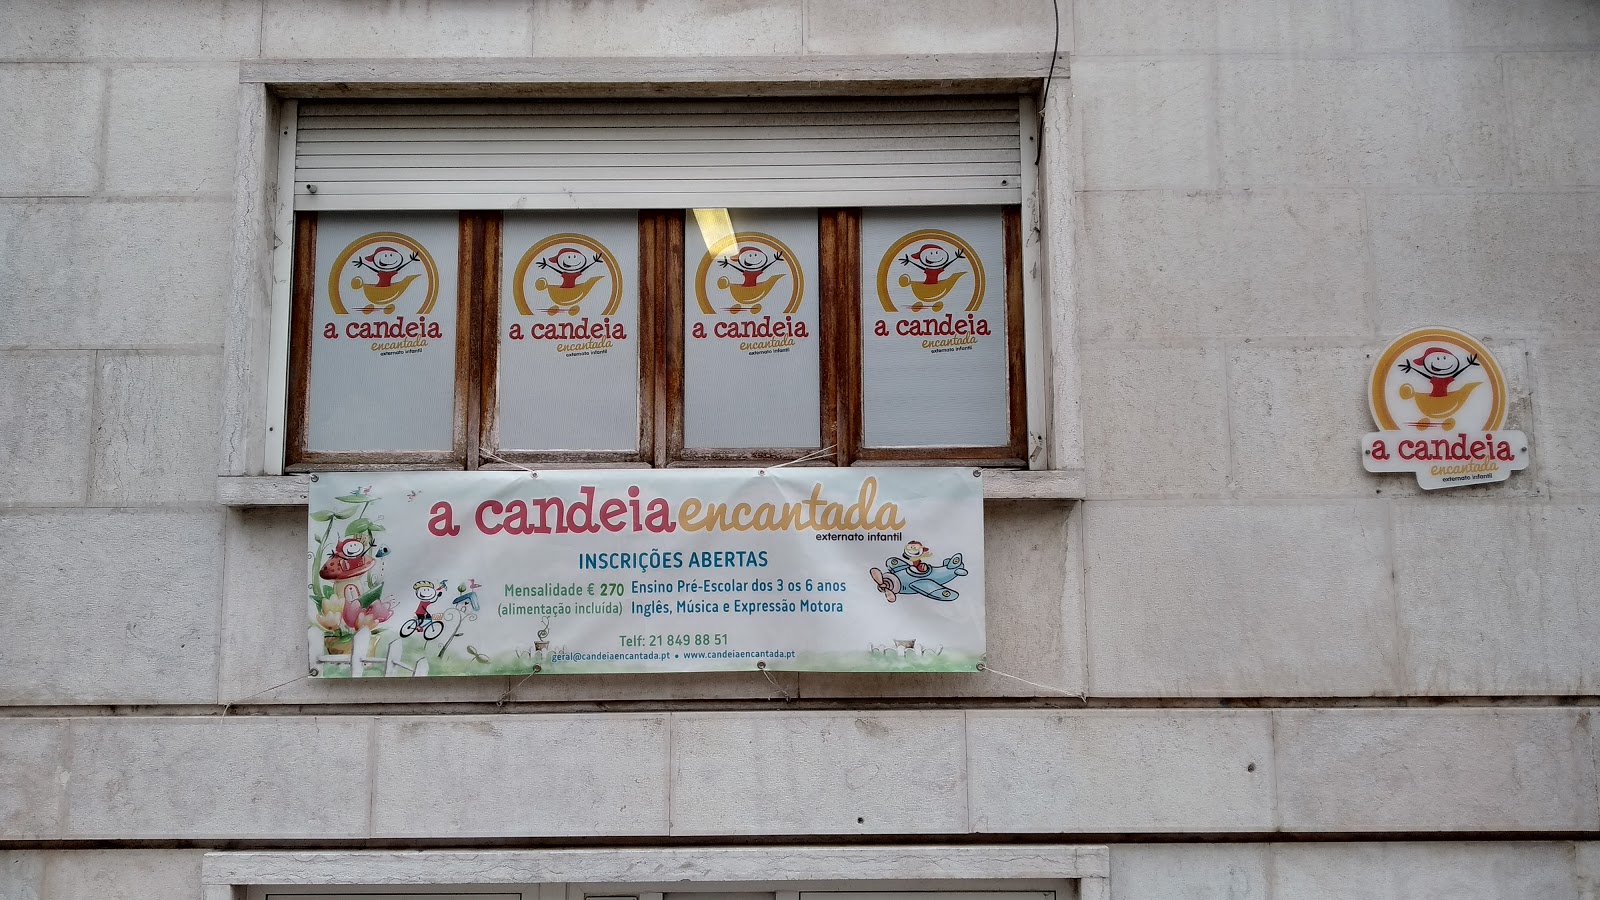 a candeia
encantada
externato infantil
a candeia
encantada
externato infantil
a candeia
encantada
externato infantil
a candeia
encantada
externato infantil
a candeia
encantada
externato infantil
a candeia encantada
externato infantil
INSCRIÇÕES ABERTAS
Mensalidade € 270 Ensino Pré-Escolar dos 3 os 6 anos
(alimentação incluída) Inglês, Música e Expressão Motora
Telf: 21 849 88 51
geral@candeiaencantada.pt • www.candeiaencantada.pt